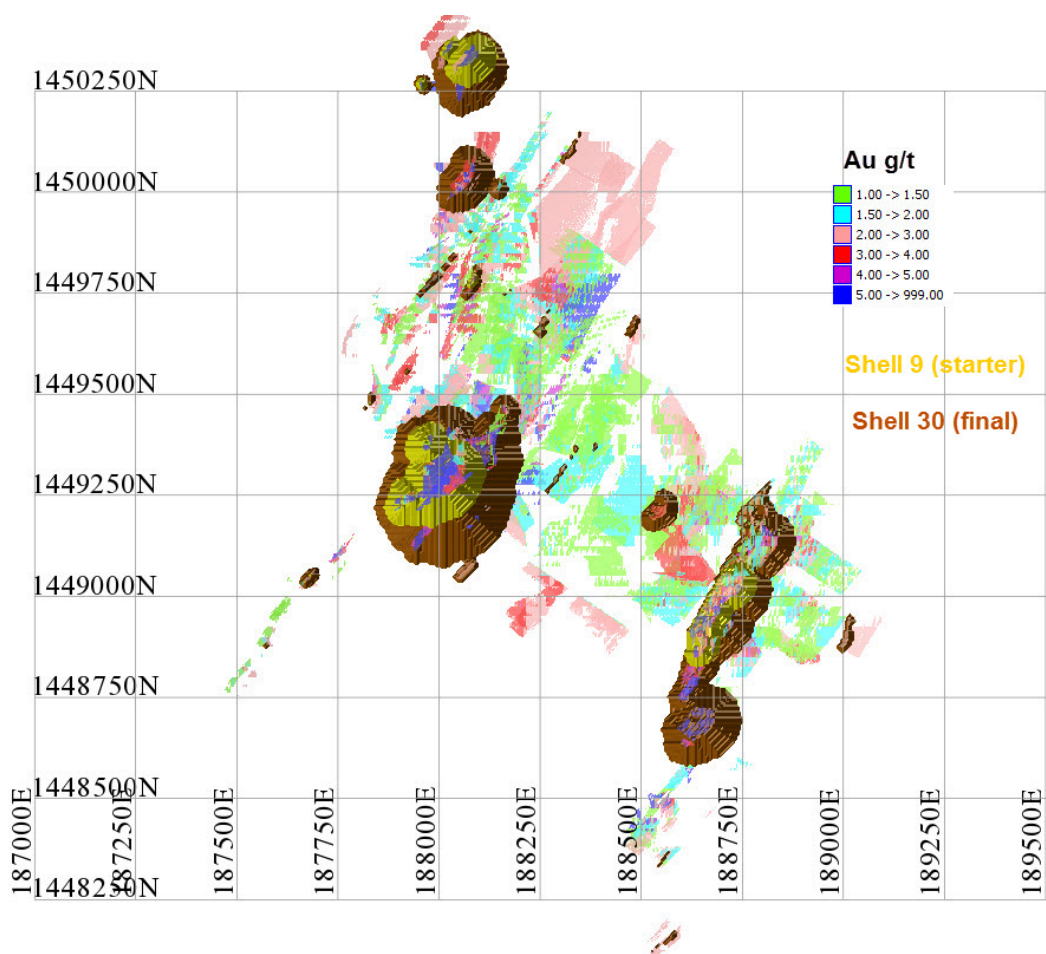 1450250N
1450000N
1449750N
1449500N
1449250N
1449000N
1448750N
1448500N
1448250N
187000E
187250E
187500E
187750E
188000E
188250E
188500E
188750E
189000E
189250E
189500E
Au g/t
1.00 -> 1.50
1.50 -> 2.00
2.00 -> 3.00
3.00 -> 4.00
4.00 -> 5.00
5.00 -> 999.00
Shell 9 (starter)
Shell 30 (final)